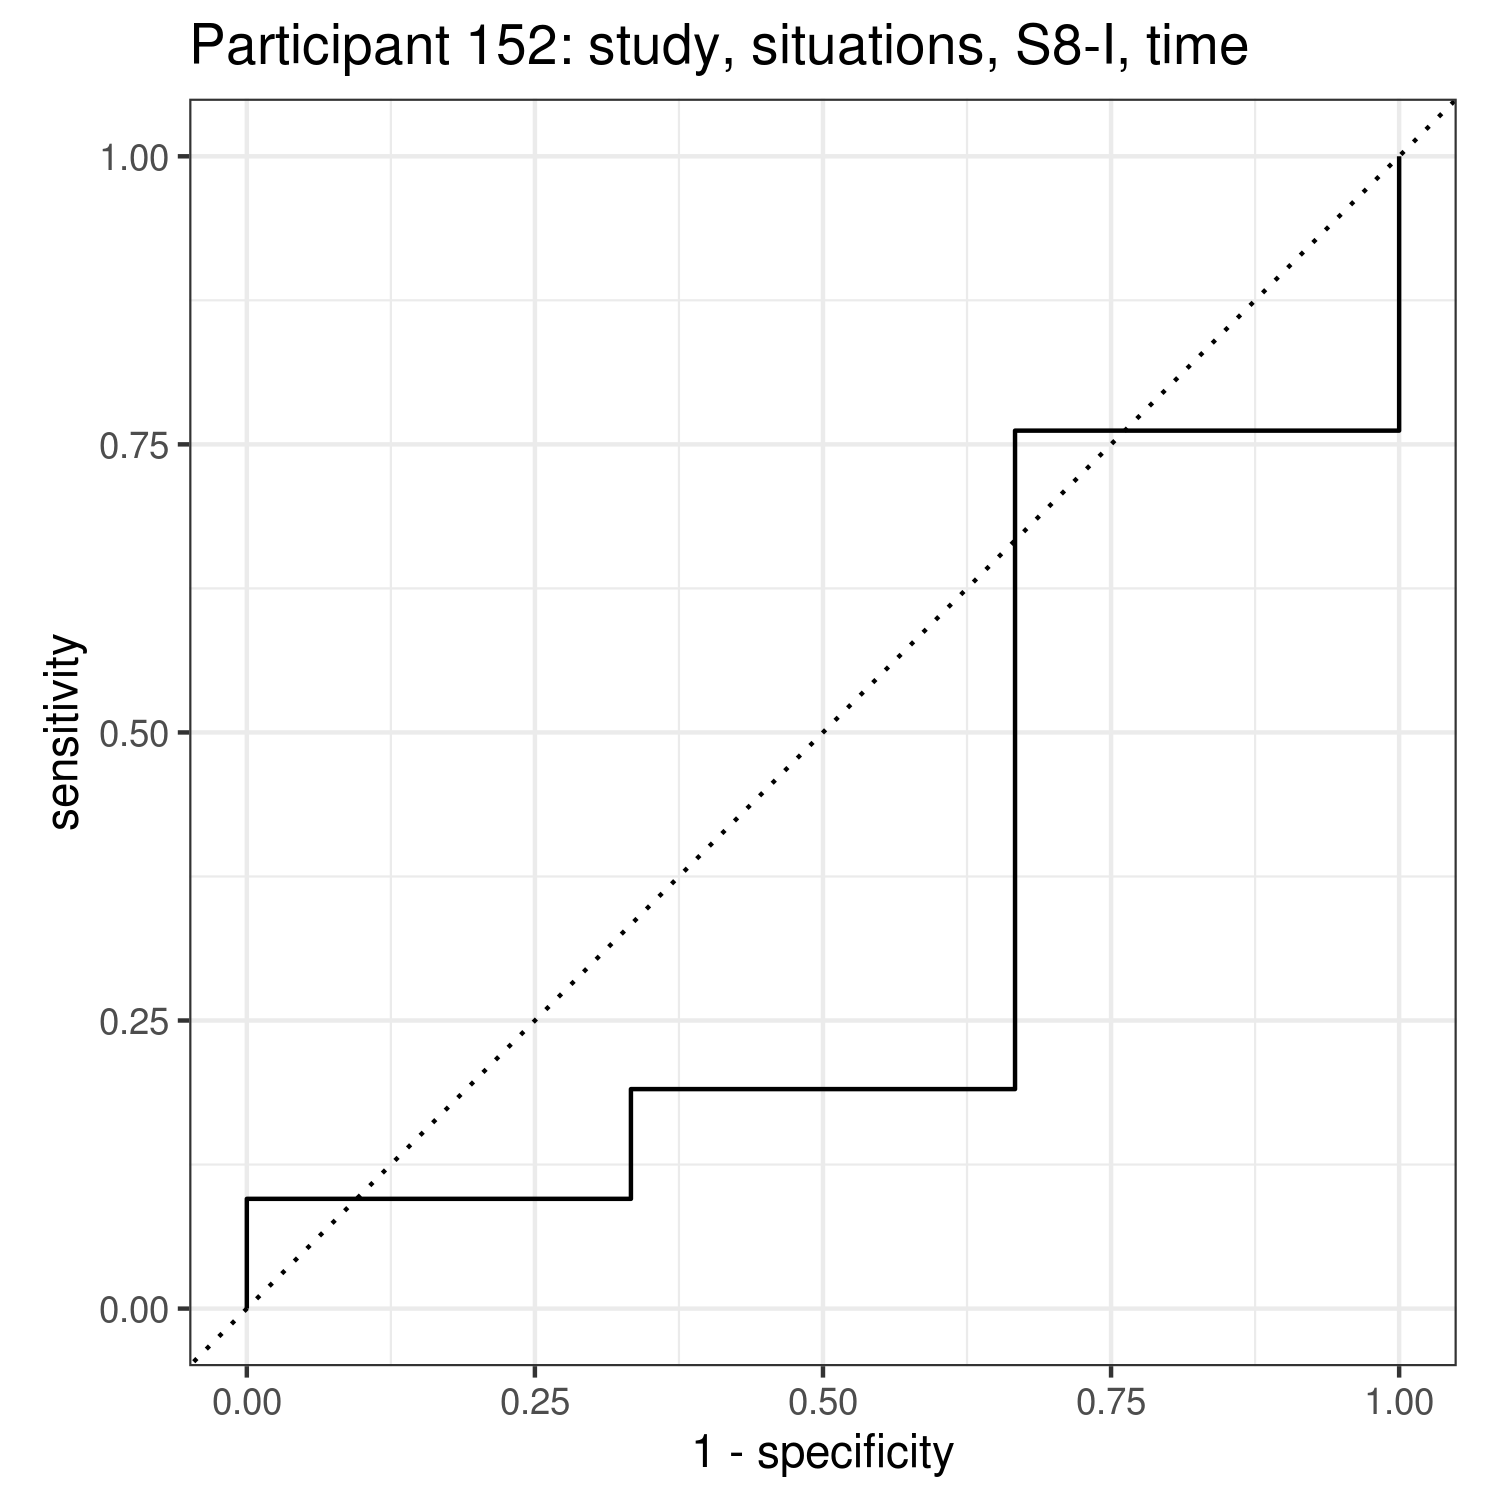 Participant 152: study, situations, S8-I, time
1.00
0.75
0.50
0.25
0.00
sensitivity
0.00 0.25 0.50 0.75 1.00
1 - specificity